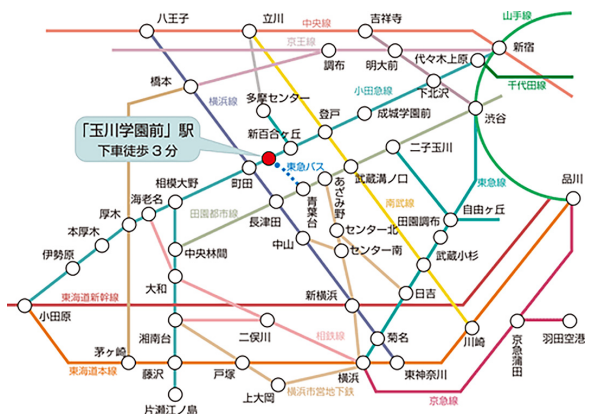 八王子
立川
吉祥寺
山手線
中央線
新宿
京王線
調布
明大前
代々木上原
橋本
千代田線
横浜線
多摩センター
小田急線
下北沢
登戸
成城学園前
渋谷
「玉川学園前」駅
下車徒歩3分
新百合ヶ丘
二子玉川
東急バス
町田
武蔵溝ノ口
品川
相模大野
あざみ野
東急線
海老名
青葉台
南武線
自由ヶ丘
厚木
田園都市線
長津田
田園調布
本厚木
センター北
中山
センター南
伊勢原
中央林間
武蔵小杉
大和
日吉
東海道新幹線
新横浜
小田原
湘南台
二俣川
相鉄線
菊名
川崎
京急蒲田
羽田空港
茅ヶ崎
東海道本線
藤沢
戸塚
横浜
東神奈川
上大岡
横浜市営地下鉄
京急線
片瀬江ノ島